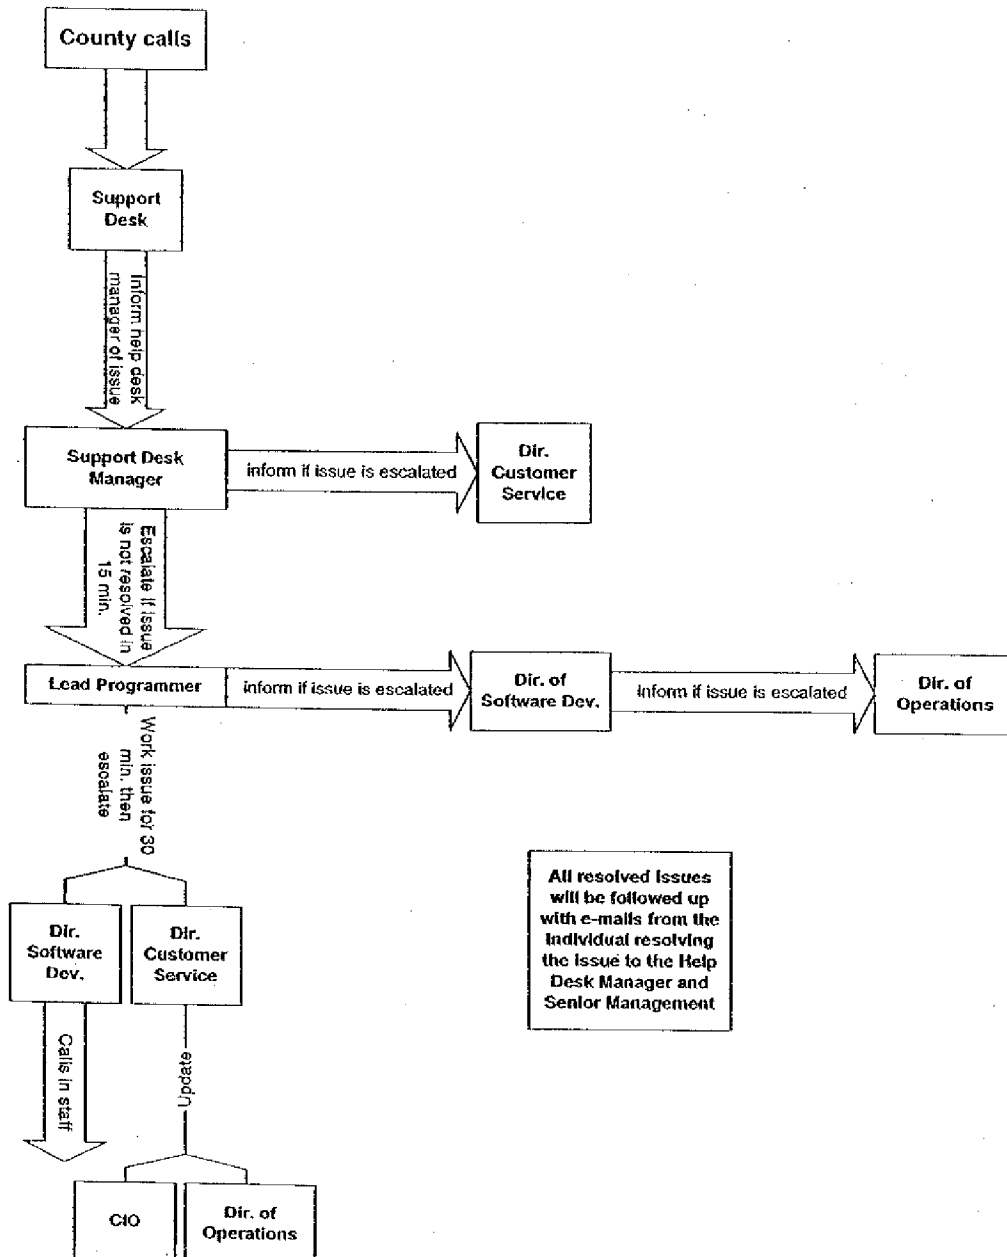 County calls
Support
Desk
Inform help desk
manager of issue
Support Desk
Manager
inform if issue is escalated
Dir.
Customer
Service
Escalate if issue
is not resolved in
15 min.
Lead Programmer
inform if issue is escalated
Dir. of
Software Dev.
inform if issue is escalated
Dir. of
Operations
Work issue for 30
min. then
escalate
All resolved issues
will be followed up
with e-mails from the
individual resolving
the issue to the Help
Desk Manager and
Senior Management
Dir.
Software
Dev.
Dir.
Customer
Service
Calls in staff
Update
CIO
Dir. of
Operations